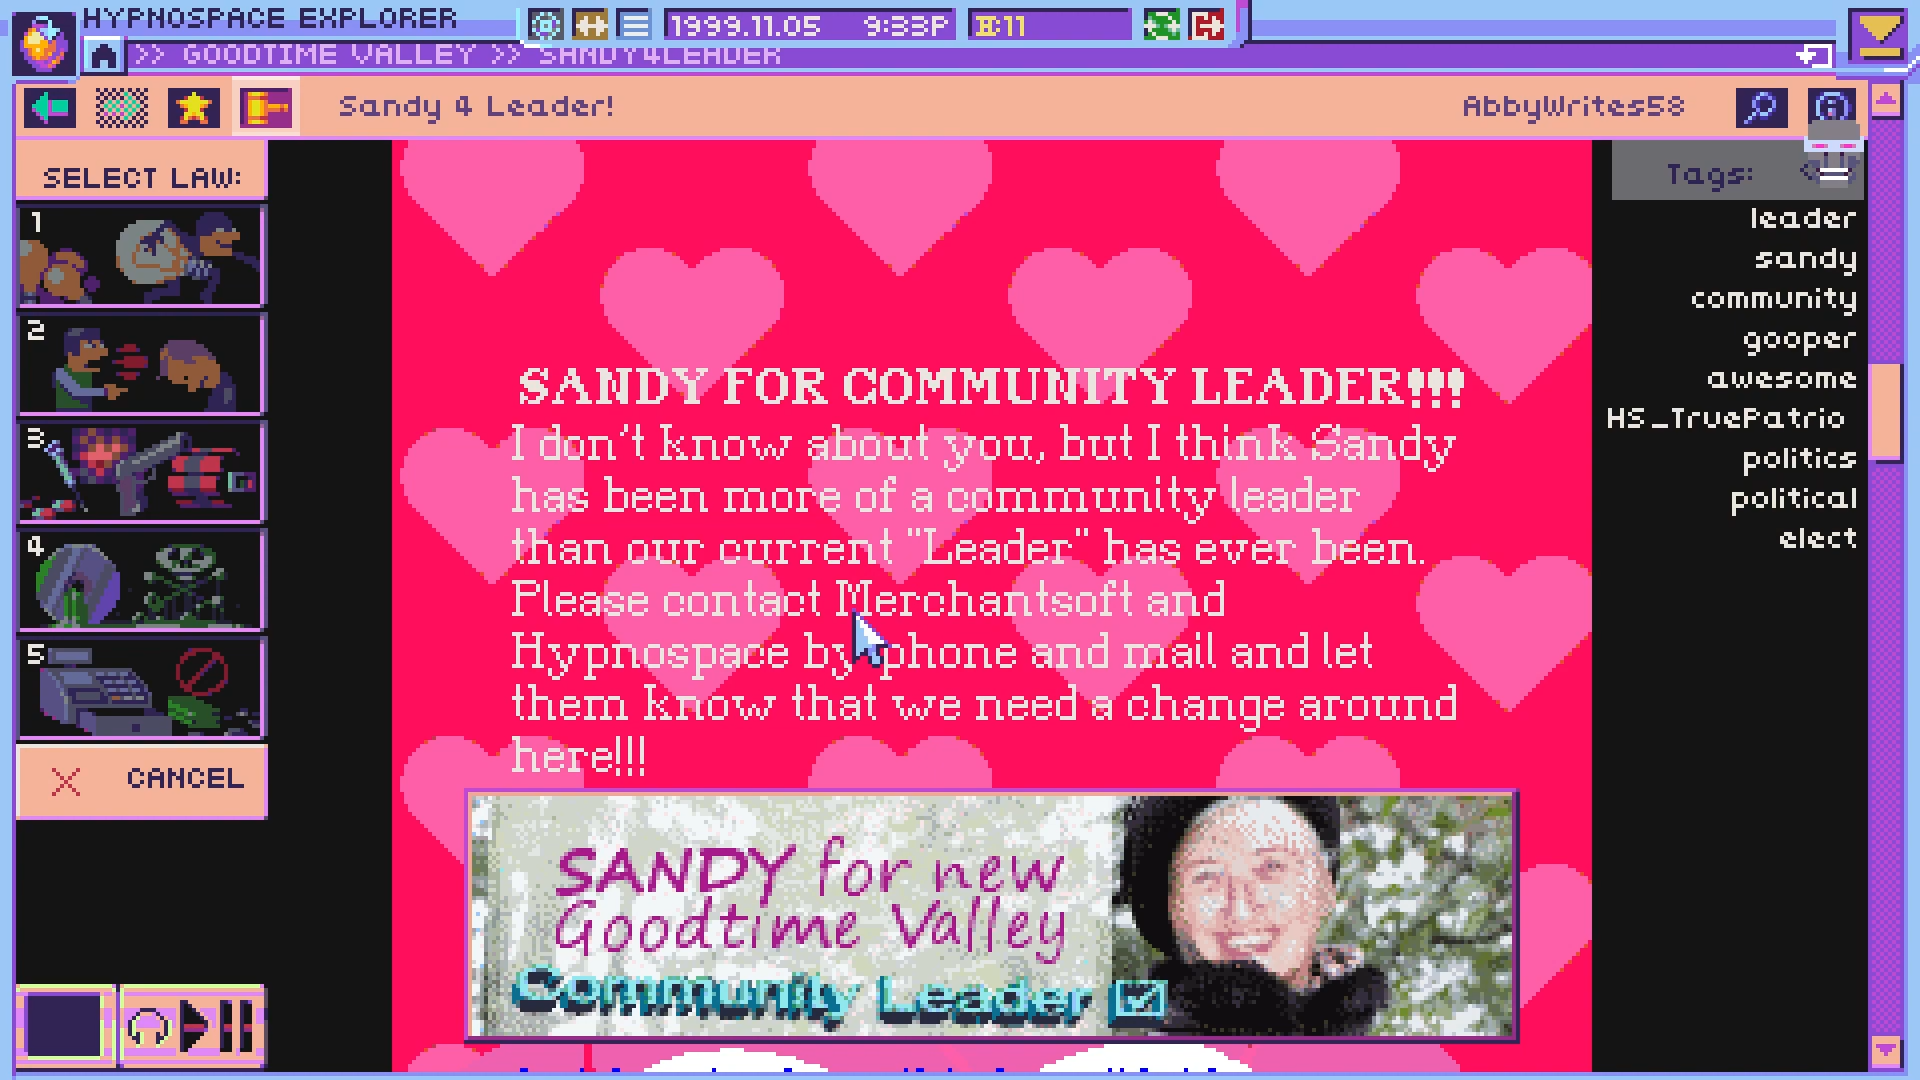 HYPNOSPACE EXPLORER
1999.11.05 9:33P
11
>> GOODTIME VALLEY >> SANDY4LEADER
Sandy 4 Leader!
AbbyWrites58
SELECT LAW:
1
2
3
4
5
CANCEL
SANDY FOR COMMUNITY LEADER!!!
I don't know about you, but I think Sandy
has been more of a community leader
than our current "Leader" has ever been.
Please contact Merchantsoft and
Hypnospace by phone and mail and let
them know that we need a change around
here!!!
SANDY for new
Goodtime Valley
Community Leader
Tags:
leader
sandy
community
gooper
awesome
HS_TruePatrio
politics
political
elect